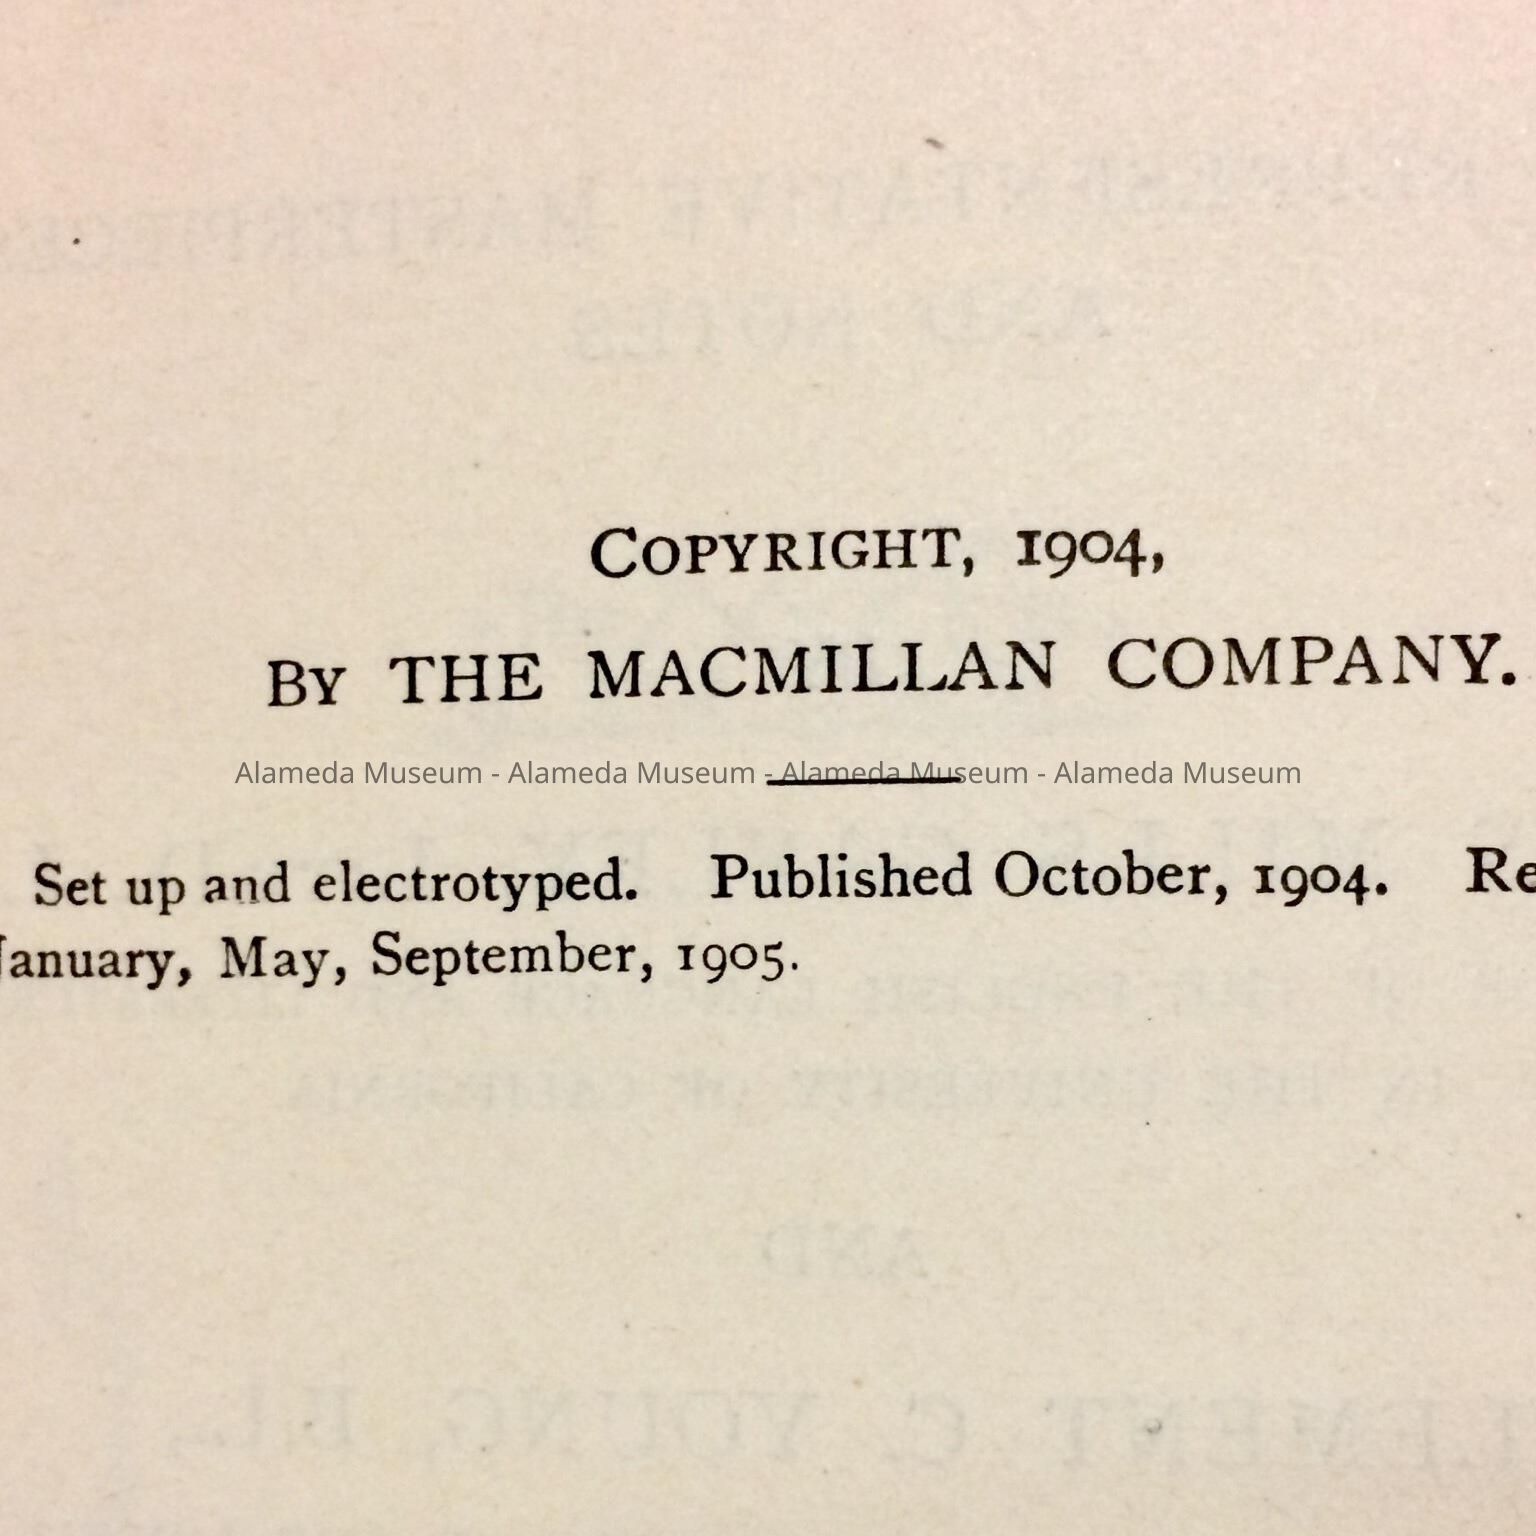 COPYRIGHT, 1904,
BY THE MACMILLAN COMPANY.
Alameda Museum - Alameda Museum - Alameda Museum - Alameda Museum
Set up and electrotyped. Published October, 1904. Re
January, May, September, 1905.